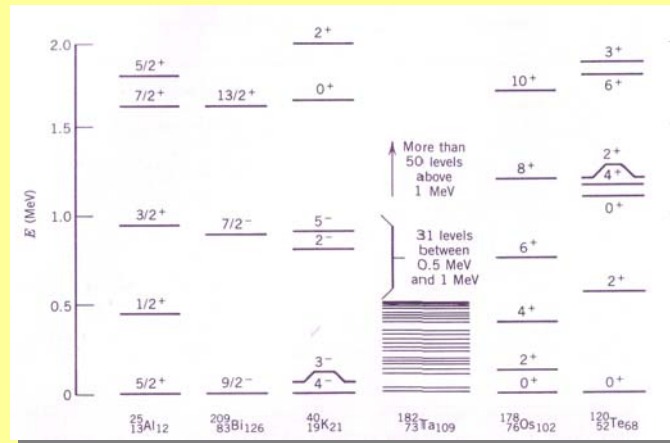 2.0
1.5
1.0
0.5
0
E (MeV)
5/2+
7/2+
3/2+
1/2+
5/2+
25 13Al12
13/2+
7/2−
9/2−
209 83Bi126
2+
0+
5−
2−
3−
4−
40 19K21
More than
50 levels
above
1 MeV
31 levels
between
0.5 MeV
and 1 MeV
182 73Ta109
10+
8+
6+
4+
2+
0+
178 76Os102
3+
6+
2+
4+
0+
2+
0+
120 52Te68